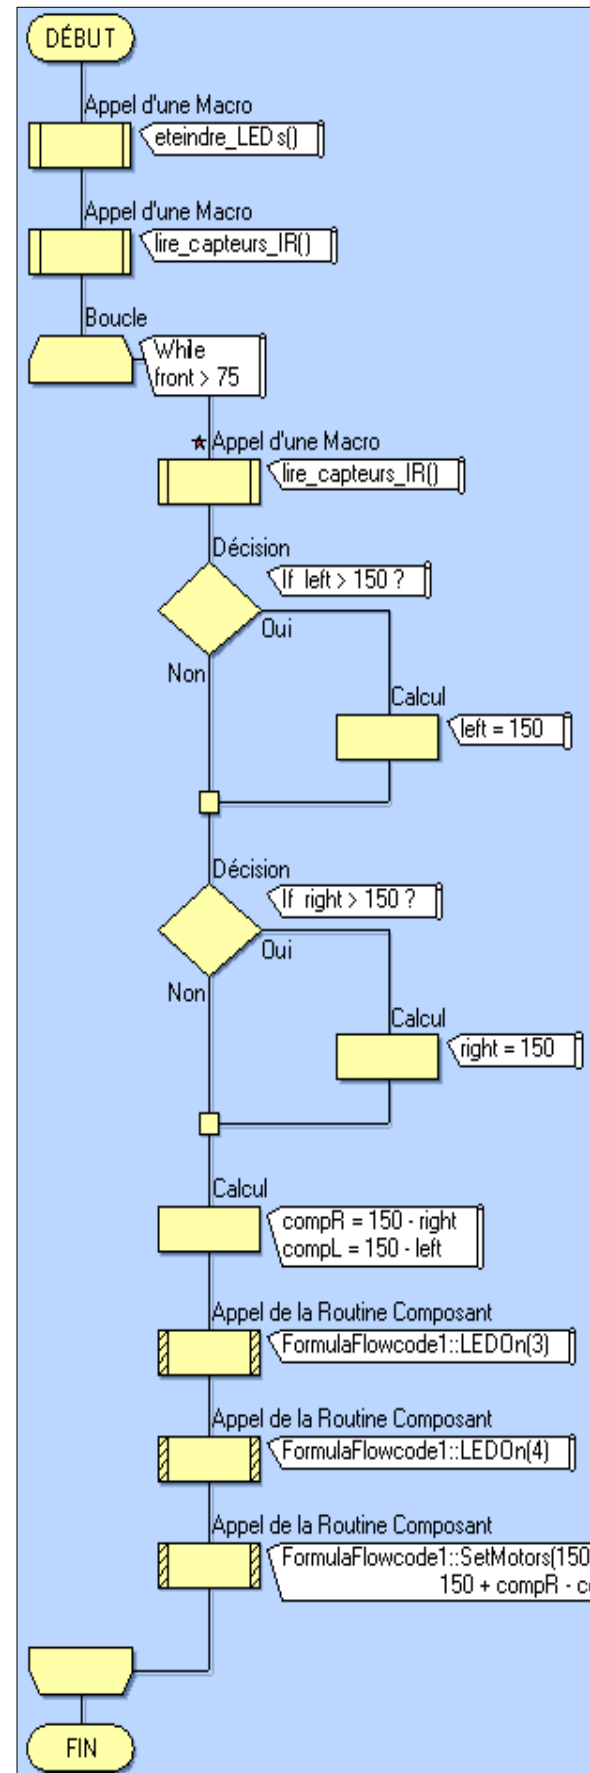 DÉBUT
Appel d'une Macro
eteindre_LEDs()
Appel d'une Macro
lire_capteurs_IR()
Boucle
While
front > 75
Appel d'une Macro
lire_capteurs_IR()
Décision
If left > 150 ?
Oui
Non
Calcul
left = 150
Décision
If right > 150 ?
Oui
Non
Calcul
right = 150
Calcul
compR = 150 - right
compL = 150 - left
Appel de la Routine Composant
FormulaFlowcode1::LEDOn(3)
Appel de la Routine Composant
FormulaFlowcode1::LEDOn(4)
Appel de la Routine Composant
FormulaFlowcode1::SetMotors(150
150 + compR - co
FIN